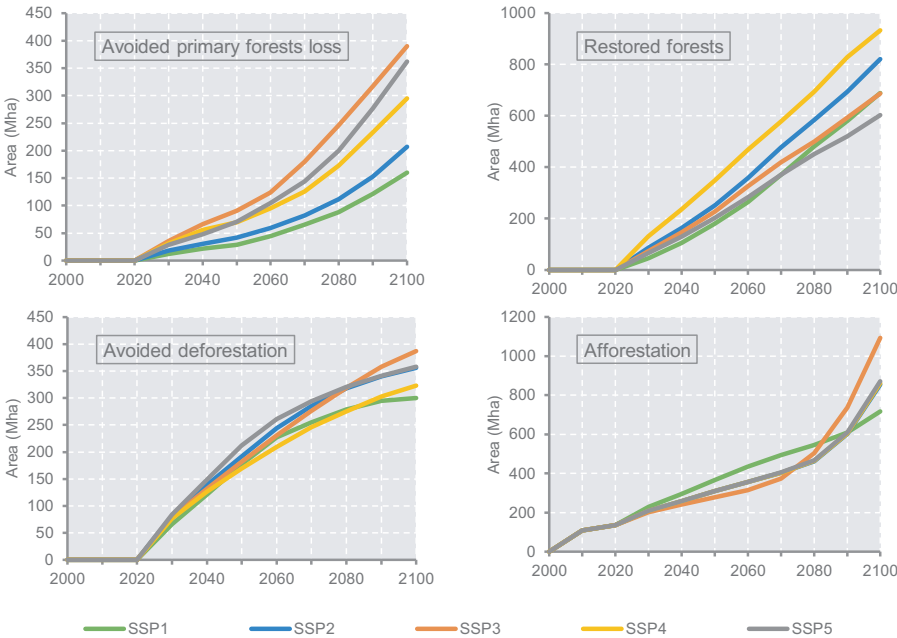 Avoided primary forests loss
Area (Mha)
450
400
350
300
250
200
150
100
50
0
2000 2020 2040 2060 2080 2100
Restored forests
Area (Mha)
1000
800
600
400
200
0
2000 2020 2040 2060 2080 2100
Avoided deforestation
Area (Mha)
450
400
350
300
250
200
150
100
50
0
2000 2020 2040 2060 2080 2100
Afforestation
Area (Mha)
1200
1000
800
600
400
200
0
2000 2020 2040 2060 2080 2100
SSP1 SSP2 SSP3 SSP4 SSP5